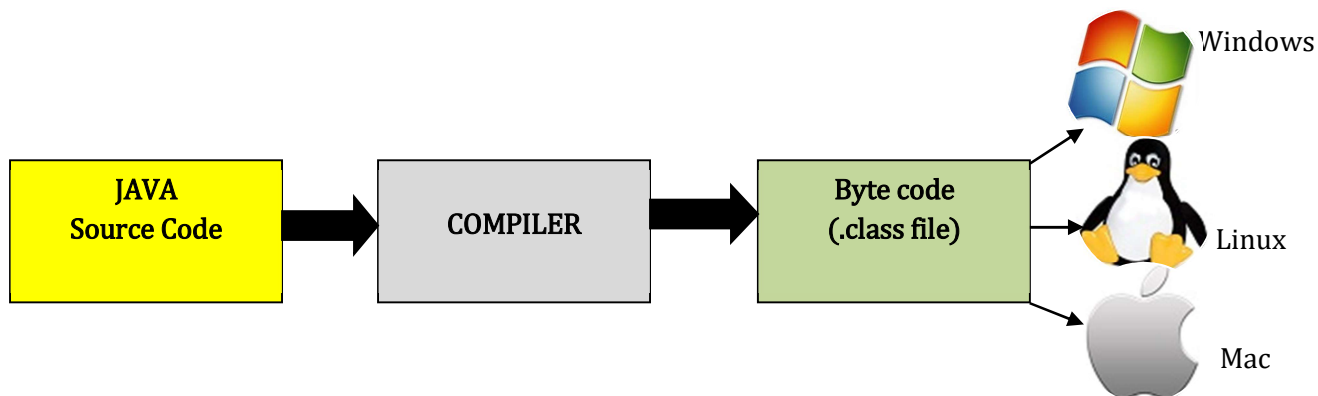 JAVA
Source Code
COMPILER
Byte code
(.class file)
Windows
Linux
Mac